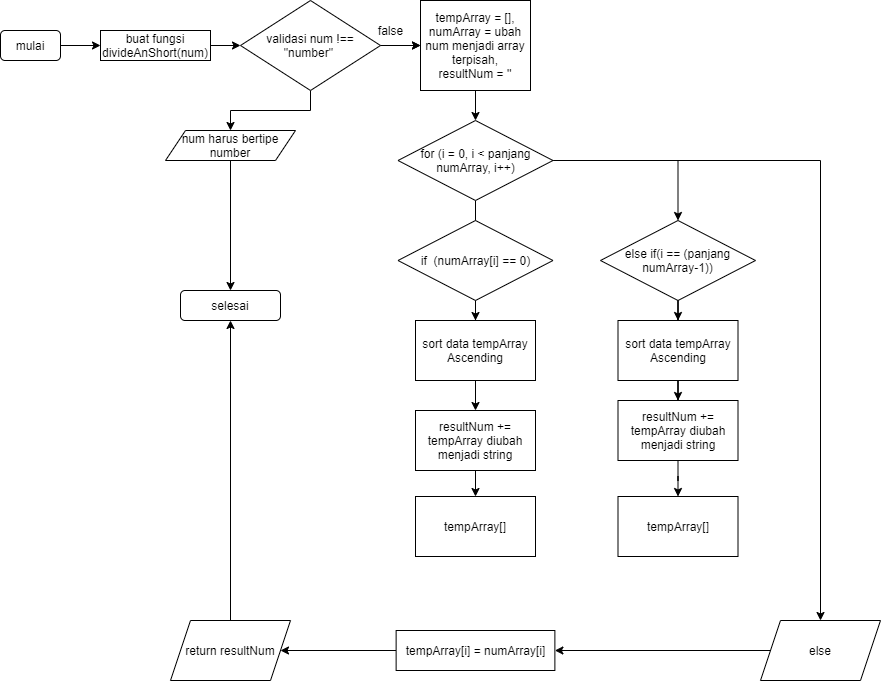 mulai
buat fungsi
divideAnShort(num)
validasi num !==
"number"
false
tempArray = [],
numArray = ubah
num menjadi array
terpisah,
resultNum = "
num harus bertipe
number
for (i = 0, i < panjang
numArray, i++)
if (numArray[i] == 0)
else if(i == (panjang
numArray-1))
selesai
sort data tempArray
Ascending
sort data tempArray
Ascending
resultNum +=
tempArray diubah
menjadi string
resultNum +=
tempArray diubah
menjadi string
tempArray[]
tempArray[]
return resultNum
tempArray[i] = numArray[i]
else